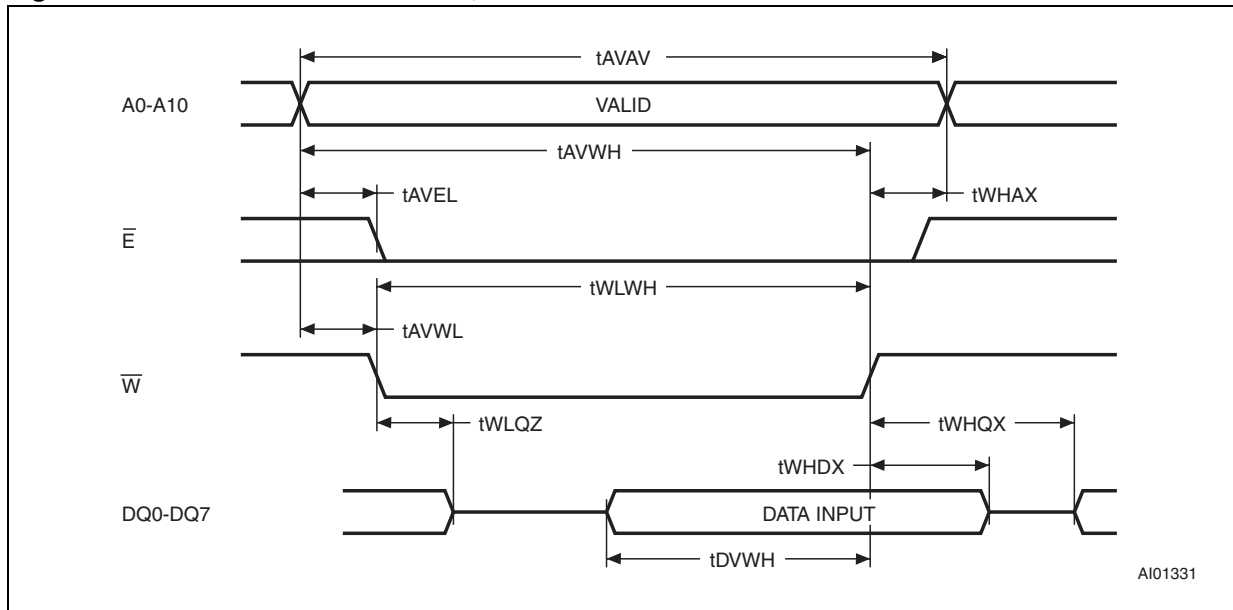 tAVAV
A0-A10
VALID
tAVWH
tAVEL
tWHAX
E̅
tWLWH
tAVWL
W̅
tWLQZ
tWHQX
tWHDX
DQ0-DQ7
DATA INPUT
tDVWH
AI01331